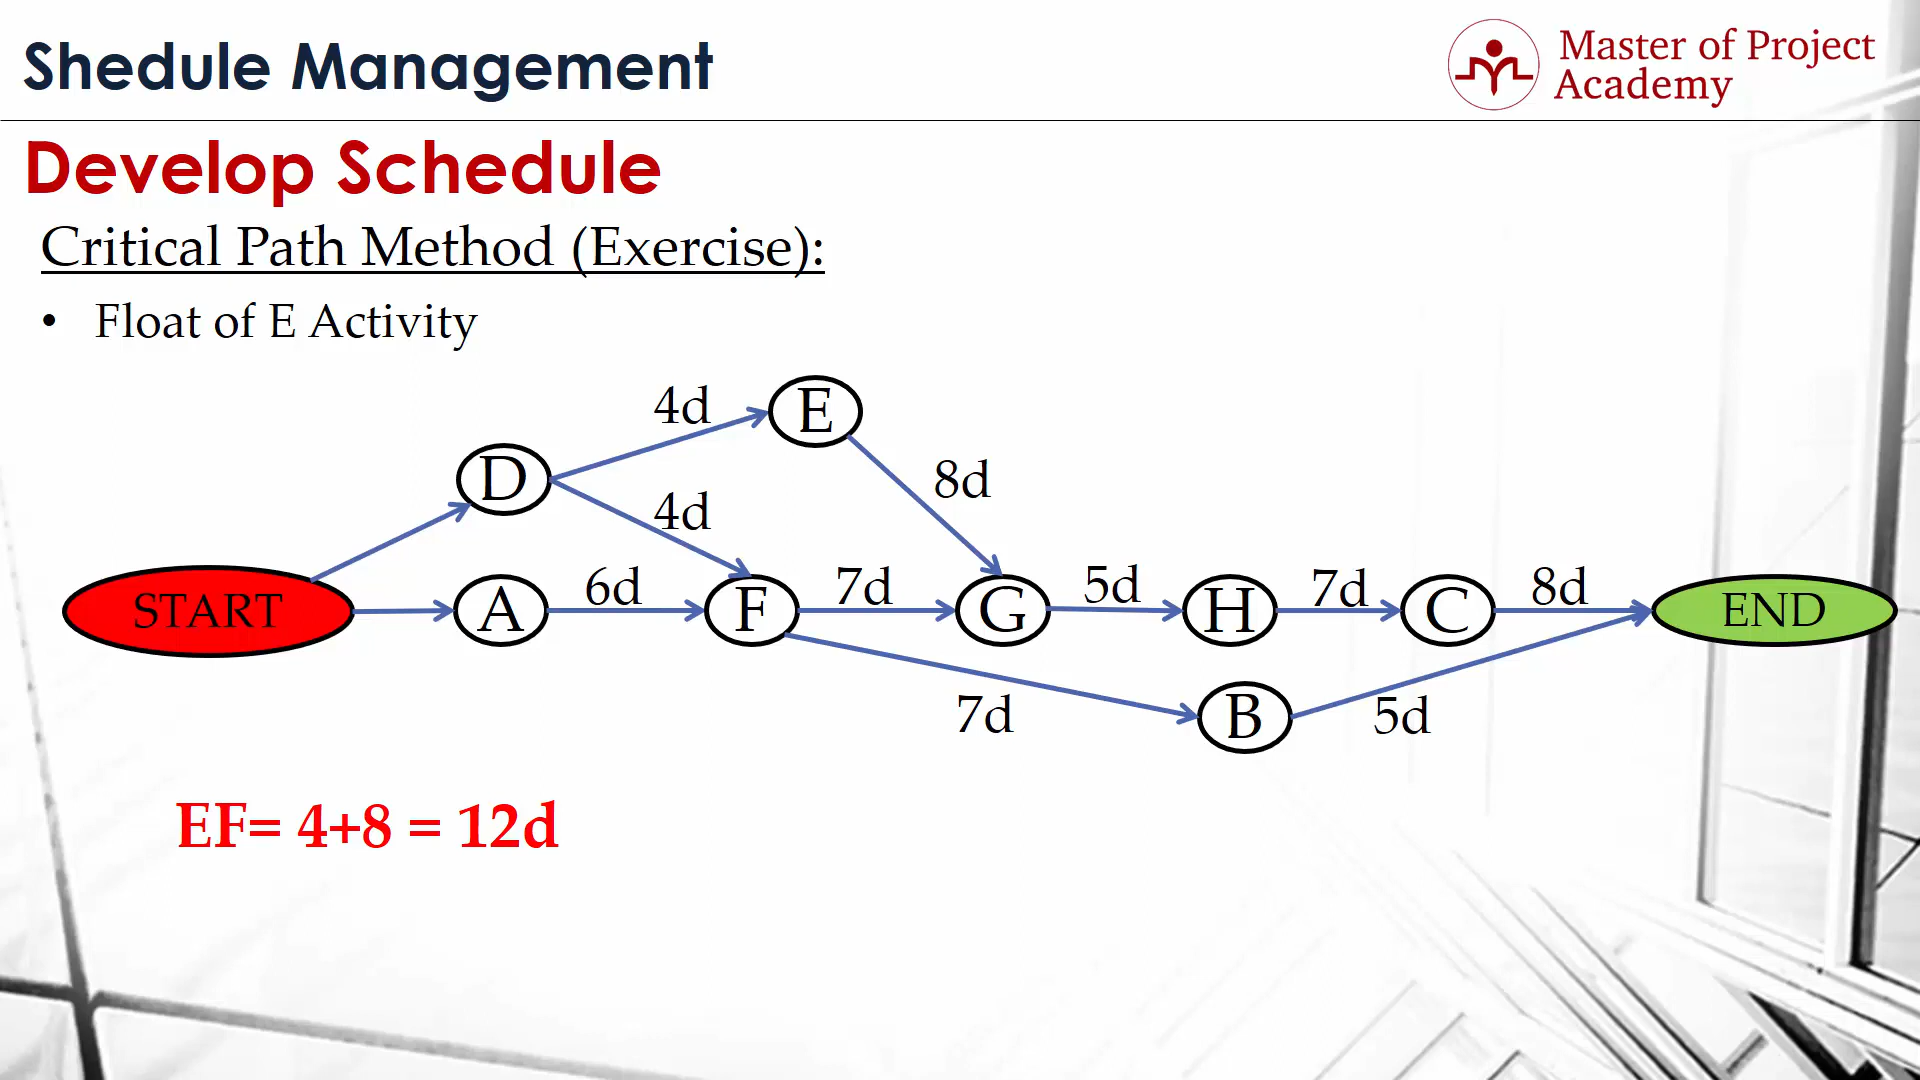 Shedule Management
Master of Project
Academy
Develop Schedule
Critical Path Method (Exercise):
• Float of E Activity
4d
E
D
8d
4d
START
A
6d
F
7d
G
5d
H
7d
C
8d
END
7d
B
5d
EF= 4+8 = 12d